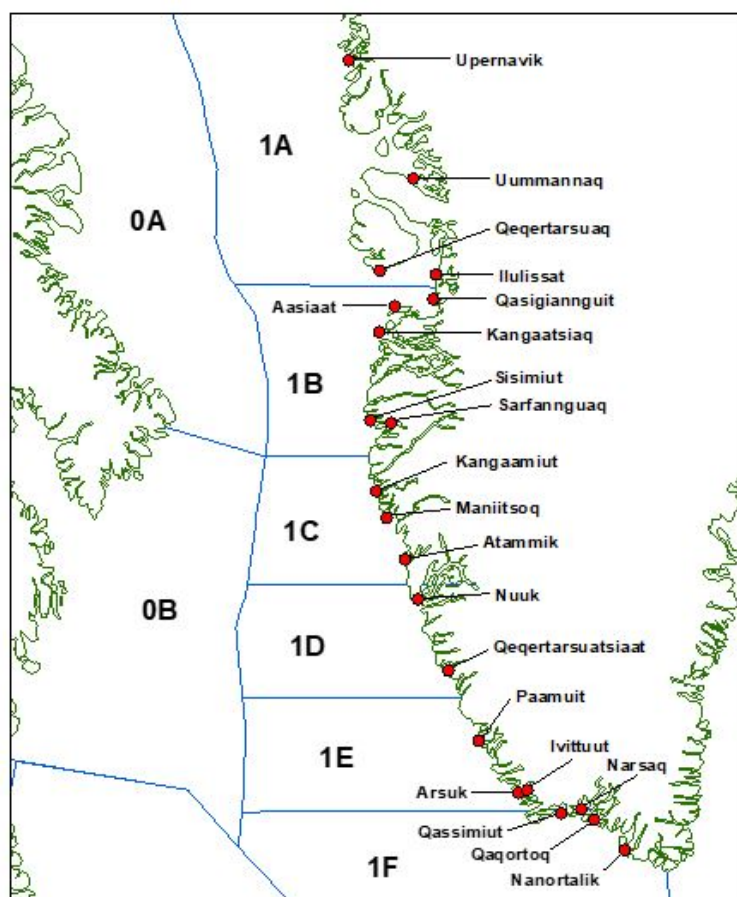 Upernavik
1A
Uummannaq
0A
Qeqertarsuaq
Ilulissat
Qasigiannguit
Aasiaat
Kangaatsiaq
Sisimiut
1B
Sarfannguaq
Kangaamiut
Maniitsoq
1C
Atammik
Nuuk
0B
1D
Qeqertarsuatsiaat
Paamuit
Ivittuut
1E
Narsaq
Arsuk
Qassimiut
Qaqortoq
1F
Nanortalik